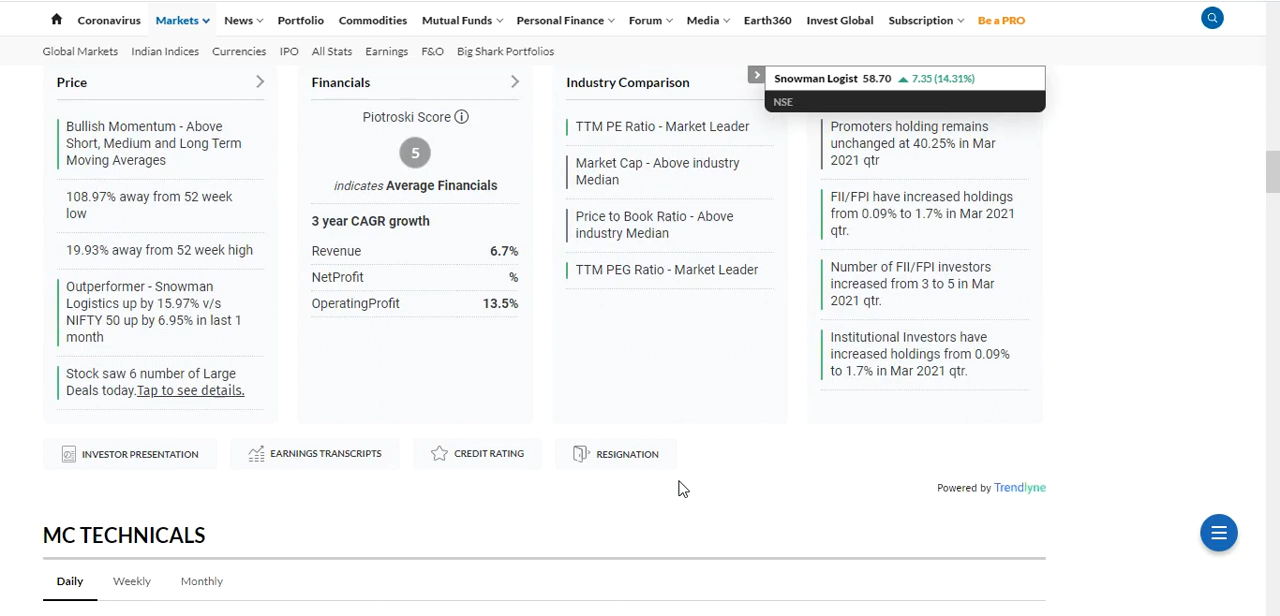 Coronavirus Markets News Portfolio Commodities Mutual Funds Personal Finance Forum Media Earth360 Invest Global Subscription Be a PRO
Global Markets Indian Indices Currencies IPO All Stats Earnings F&O Big Shark Portfolios
Snowman Logist 58.70 7.35 (14.31%)
NSE
Price
Bullish Momentum - Above
Short, Medium and Long Term
Moving Averages
108.97% away from 52 week
low
19.93% away from 52 week high
Outperformer - Snowman
Logistics up by 15.97% v/s
NIFTY 50 up by 6.95% in last 1
month
Stock saw 6 number of Large
Deals today.Tap to see details.
Financials
Piotroski Score
5
indicates Average Financials
3 year CAGR growth
Revenue 6.7%
NetProfit %
OperatingProfit 13.5%
Industry Comparison
TTM PE Ratio - Market Leader
Market Cap - Above industry
Median
Price to Book Ratio - Above
industry Median
TTM PEG Ratio - Market Leader
Promoters holding remains
unchanged at 40.25% in Mar
2021 qtr
FII/FPI have increased holdings
from 0.09% to 1.7% in Mar 2021
qtr.
Number of FII/FPI investors
increased from 3 to 5 in Mar
2021 qtr.
Institutional Investors have
increased holdings from 0.09%
to 1.7% in Mar 2021 qtr.
INVESTOR PRESENTATION EARNINGS TRANSCRIPTS CREDIT RATING RESIGNATION
Powered by Trendlyne
MC TECHNICALS
Daily Weekly Monthly